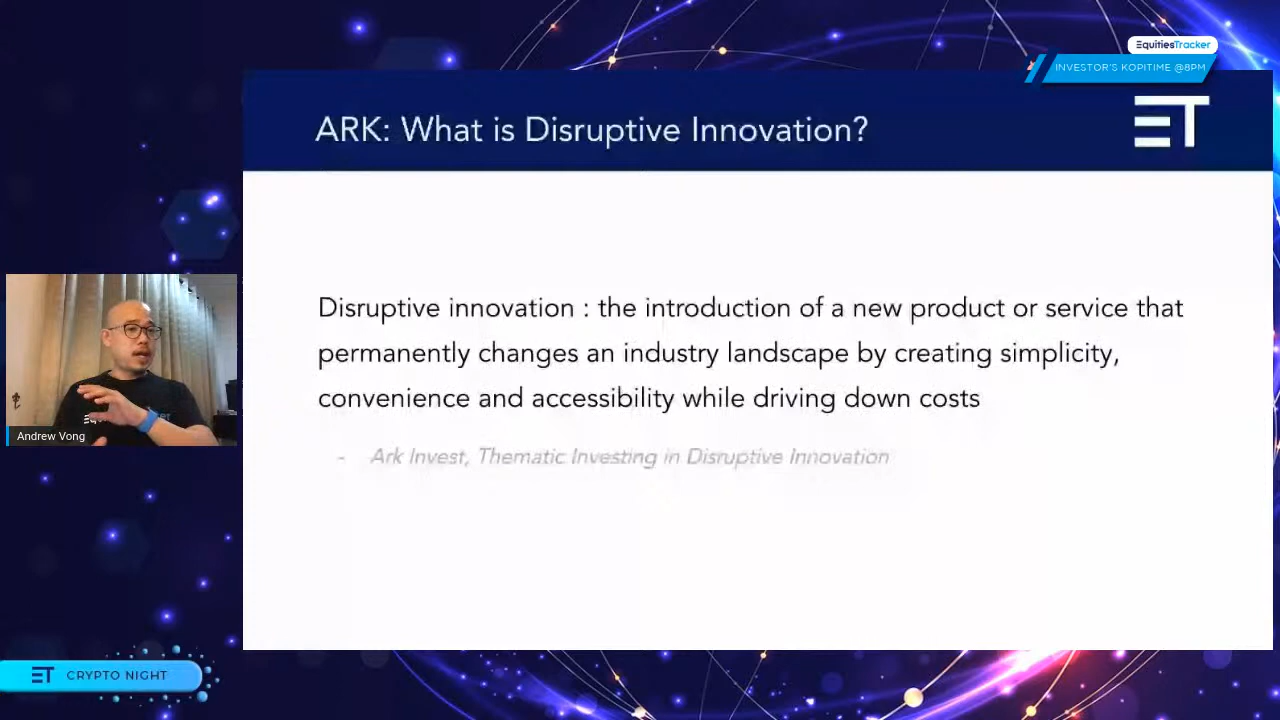 EquitiesTracker
INVESTOR'S KOPITIME @8PM
ARK: What is Disruptive Innovation?
ET
Disruptive innovation : the introduction of a new product or service that
permanently changes an industry landscape by creating simplicity,
convenience and accessibility while driving down costs
- Ark Invest, Thematic Investing in Disruptive Innovation
Andrew Vong
ET CRYPTO NIGHT